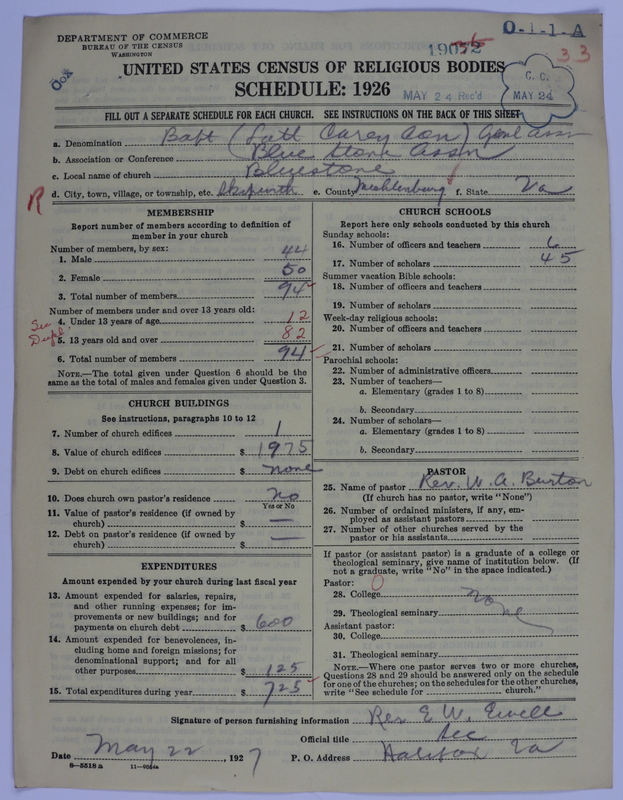 DEPARTMENT OF COMMERCE
BUREAU OF THE CENSUS
WASHINGTON
O-1-1-A
33
UNITED STATES CENSUS OF RELIGIOUS BODIES
SCHEDULE: 1926
MAY 24 Rec'd
C. C.
MAY 24
FILL OUT A SEPARATE SCHEDULE FOR EACH CHURCH. SEE INSTRUCTIONS ON THE BACK OF THIS SHEET
a. Denomination Bapt (Lott Carey Con) Genl Assn
b. Association or Conference Blue Stone Assn
c. Local name of church Bluestone
d. City, town, village, or township, etc. e. County Mecklenburg f. State Va
R
MEMBERSHIP
Report number of members according to definition of
member in your church
Number of members, by sex:
1. Male 44
2. Female 50
3. Total number of members 94
Number of members under and over 13 years old:
4. Under 13 years of age 12
5. 13 years old and over 82
6. Total number of members 94
NOTE.—The total given under Question 6 should be
same as the total of males and females given under Question 3.
CHURCH BUILDINGS
See instructions, paragraphs 10 to 12
7. Number of church edifices 1
8. Value of church edifices $ 1975
9. Debt on church edifices $ none
10. Does church own pastor's residence no
Yes or No
11. Value of pastor's residence (if owned by
church) $ —
12. Debt on pastor's residence (if owned by
church) $ —
EXPENDITURES
Amount expended by your church during last fiscal year
13. Amount expended for salaries, repairs,
and other running expenses; for im-
provements or new buildings; and for
payments on church debt $ 600
14. Amount expended for benevolences, in-
cluding home and foreign missions; for
denominational support; and for all
other purposes $ 125
15. Total expenditures during year $ 725
CHURCH SCHOOLS
Report here only schools conducted by this church
Sunday schools:
16. Number of officers and teachers 6
17. Number of scholars 45
Summer vacation Bible schools:
18. Number of officers and teachers
19. Number of scholars
Week-day religious schools:
20. Number of officers and teachers
21. Number of scholars
Parochial schools:
22. Number of administrative officers
23. Number of teachers—
a. Elementary (grades 1 to 8)
b. Secondary
24. Number of scholars—
a. Elementary (grades 1 to 8)
b. Secondary
PASTOR
25. Name of pastor Rev. W. A. Burton
(If church has no pastor, write "None")
26. Number of ordained ministers, if any, em-
ployed as assistant pastors
27. Number of other churches served by the
pastor or his assistants
If pastor (or assistant pastor) is a graduate of a college or
theological seminary, give name of institution below. (If
not a graduate, write "No" in the space indicated.)
Pastor:
28. College none
29. Theological seminary
Assistant pastor:
30. College
31. Theological seminary
NOTE.—Where one pastor serves two or more churches,
Questions 28 and 29 should be answered only on the schedule
for one of the churches; on the schedules for the other churches,
write "See schedule for church."
Signature of person furnishing information Rev E. W. Ewell
Official title Sec
Date May 22, 1927 P. O. Address Halifax Va
8-5518 a